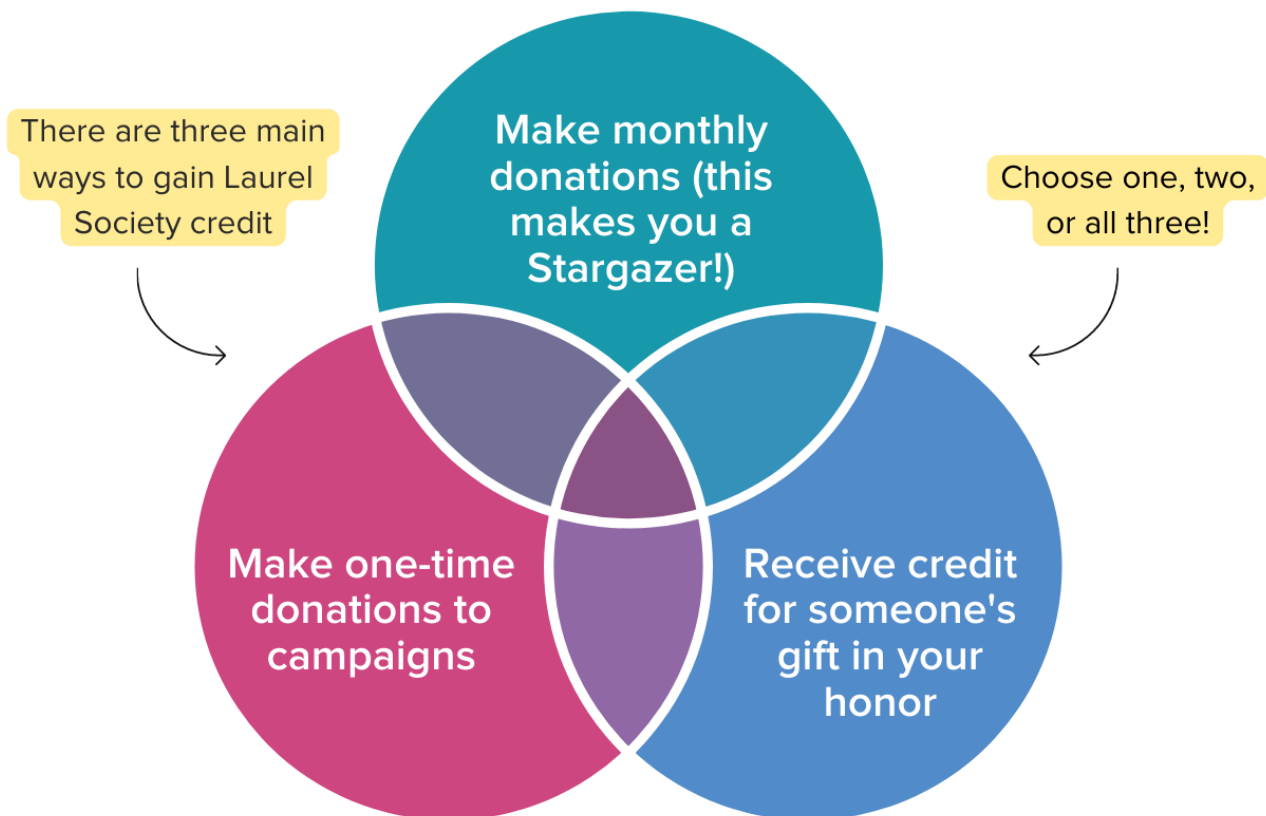 There are three main
ways to gain Laurel
Society credit
Make monthly
donations (this
makes you a
Stargazer!)
Choose one, two,
or all three!
Make one-time
donations to
campaigns
Receive credit
for someone's
gift in your
honor